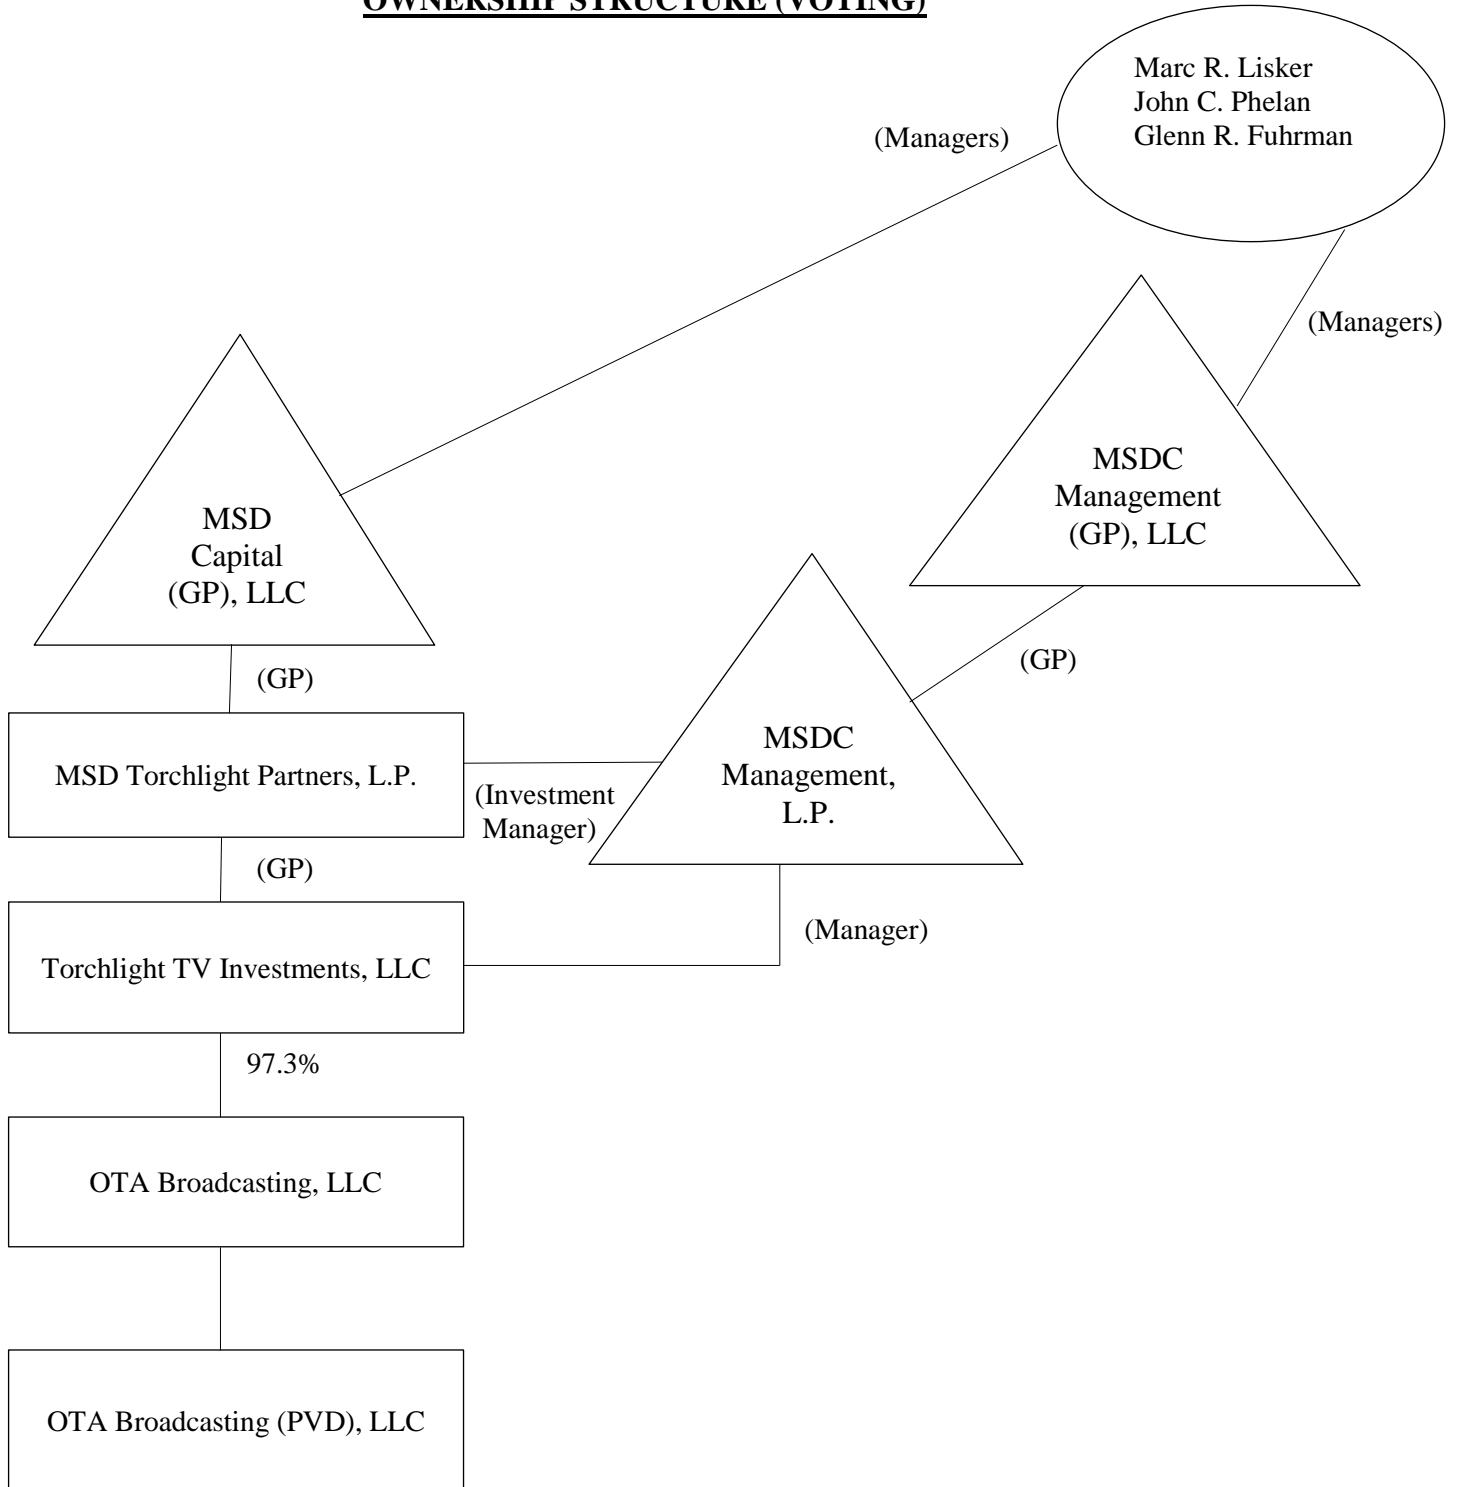 OWNERSHIP STRUCTURE (VOTING)
Marc R. Lisker
John C. Phelan
Glenn R. Fuhrman
(Managers)
(Managers)
MSDC
Management
(GP), LLC
MSD
Capital
(GP), LLC
(GP)
(GP)
MSDC
Management,
L.P.
MSD Torchlight Partners, L.P.
(Investment
Manager)
(GP)
(Manager)
Torchlight TV Investments, LLC
97.3%
OTA Broadcasting, LLC
OTA Broadcasting (PVD), LLC